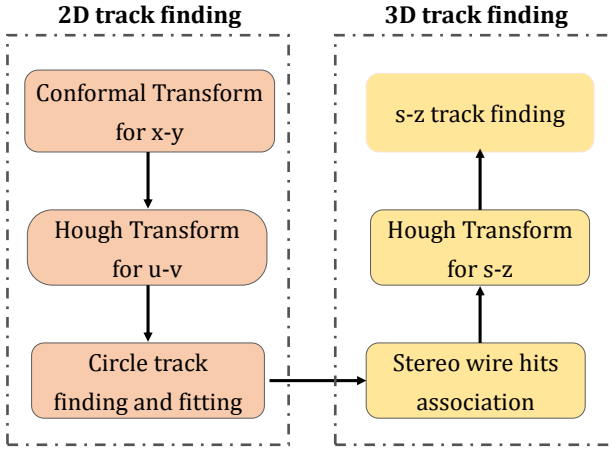 2D track finding
Conformal Transform
for x-y
Hough Transform
for u-v
Circle track
finding and fitting
3D track finding
s-z track finding
Hough Transform
for s-z
Stereo wire hits
association